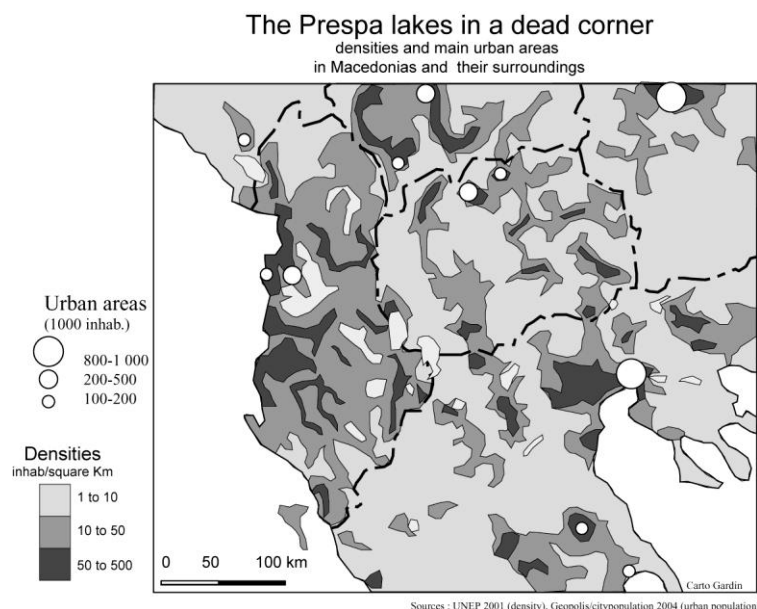 The Prespa lakes in a dead corner
densities and main urban areas
in Macedonias and their surroundings
Urban areas
(1000 inhab.)
800-1 000
200-500
100-200
Densities
inhab/square Km
1 to 10
10 to 50
50 to 500
0 50 100 km
Carto Gardin
Sources : UNEP 2001 (density), Geopolis/citypopulation 2004 (urban population